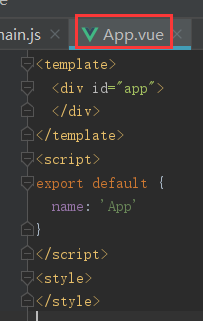 main.js
App.vue
<template>
  <div id="app">
  </div>
</template>
<script>
export default {
  name: 'App'
}
</script>
<style>
</style>